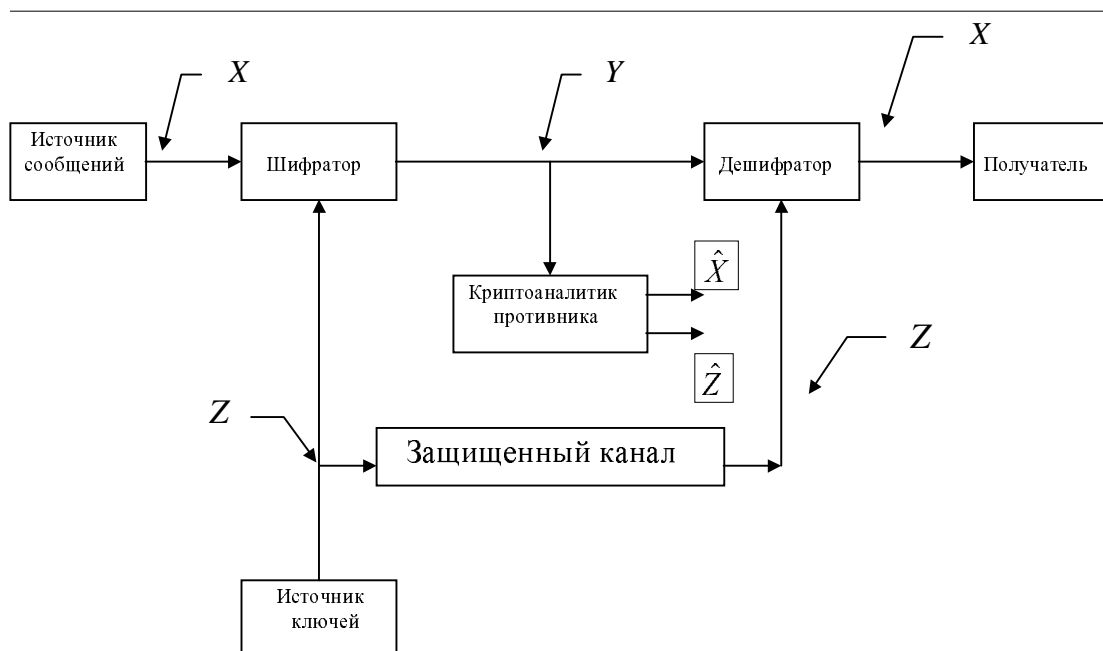 X
Y
X
Источник
сообщений
Шифратор
Дешифратор
Получатель
X̂
Криптоаналитик
противника
Ẑ
Z
Z
Защищенный канал
Источник
ключей